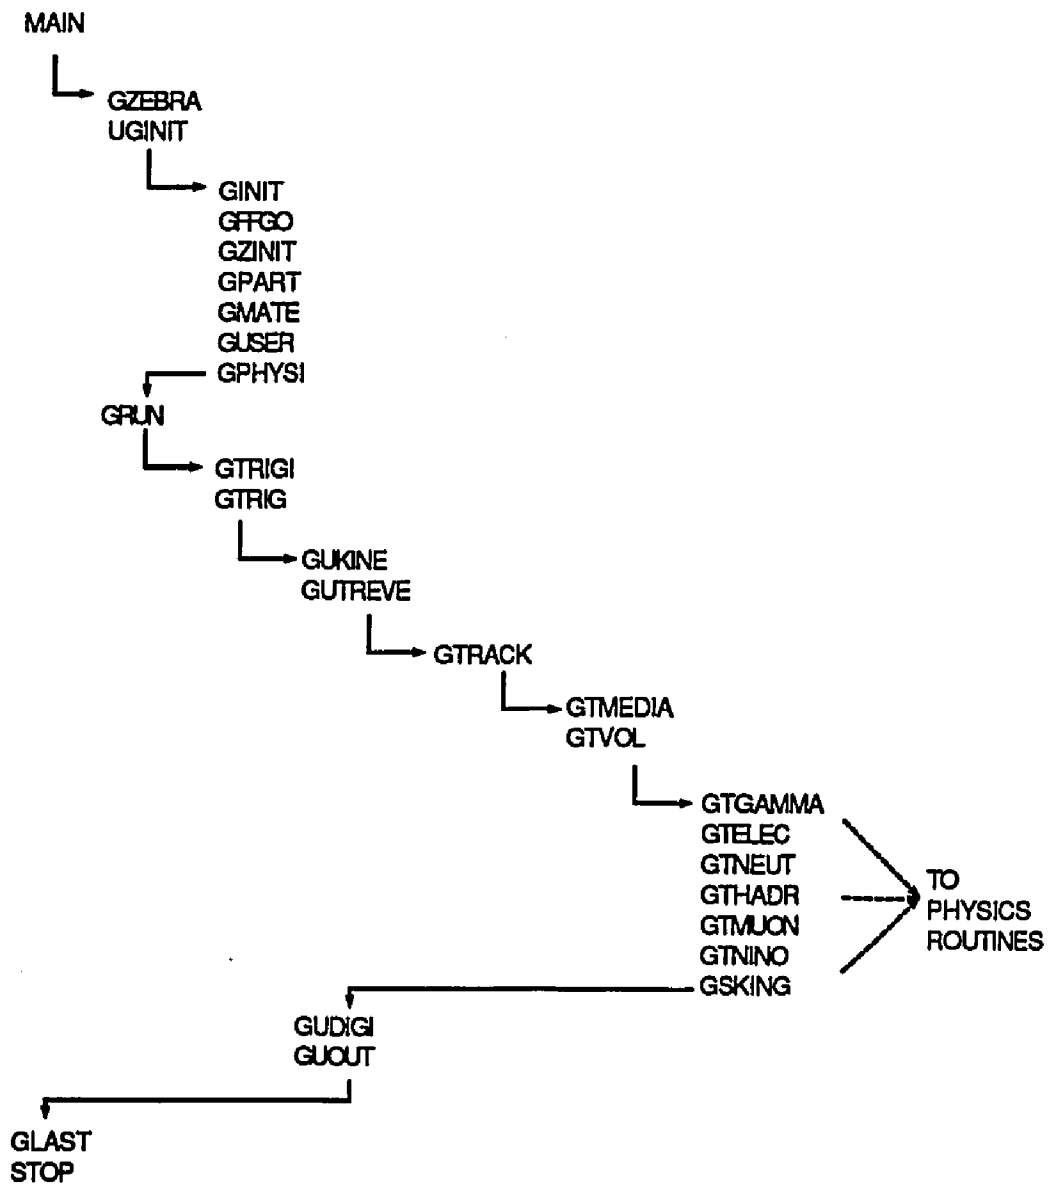 MAIN
GZEBRA
UGINIT
GINIT
GFFGO
GZINIT
GPART
GMATE
GUSER
GPHYSI
GRUN
GTRIGI
GTRIG
GUKINE
GUTREVE
GTRACK
GTMEDIA
GTVOL
GTGAMMA
GTELEC
GTNEUT
GTHADR
GTMUON
GTNINO
GSKING
TO
PHYSICS
ROUTINES
GUDIGI
GUOUT
GLAST
STOP